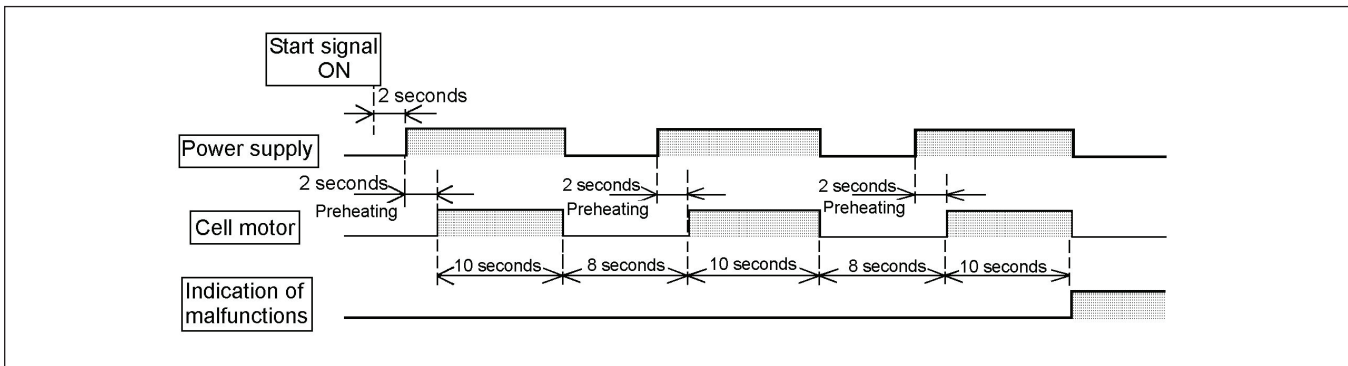 Start signal
ON
2 seconds
Power supply
2 seconds
Preheating
2 seconds
Preheating
2 seconds
Preheating
Cell motor
10 seconds
8 seconds
10 seconds
8 seconds
10 seconds
Indication of
malfunctions